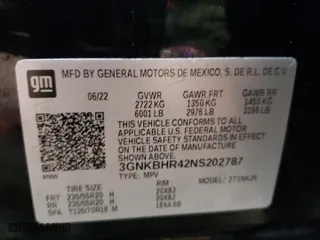 gm
MFD BY GENERAL MOTORS DE MEXICO, S. DE R.L. DE C.V.
06/22 GVWR GAWR FRT GAWR RR
2722 KG 1350 KG 1450 KG
6001 LB 2976 LB 3196 LB
THIS VEHICLE CONFORMS TO ALL
APPLICABLE U.S. FEDERAL MOTOR
VEHICLE SAFETY STANDARDS IN
EFFECT ON THE DATE OF
MANUFACTURE SHOWN ABOVE.
3GNKBHR42NS202787
TYPE: MPV MODEL:
TIRE SIZE RIM
FRT 235/55R20 H 20X8J
RR 235/55R20 H 20X8J
SPA T135/70R18 M 18X4.5B